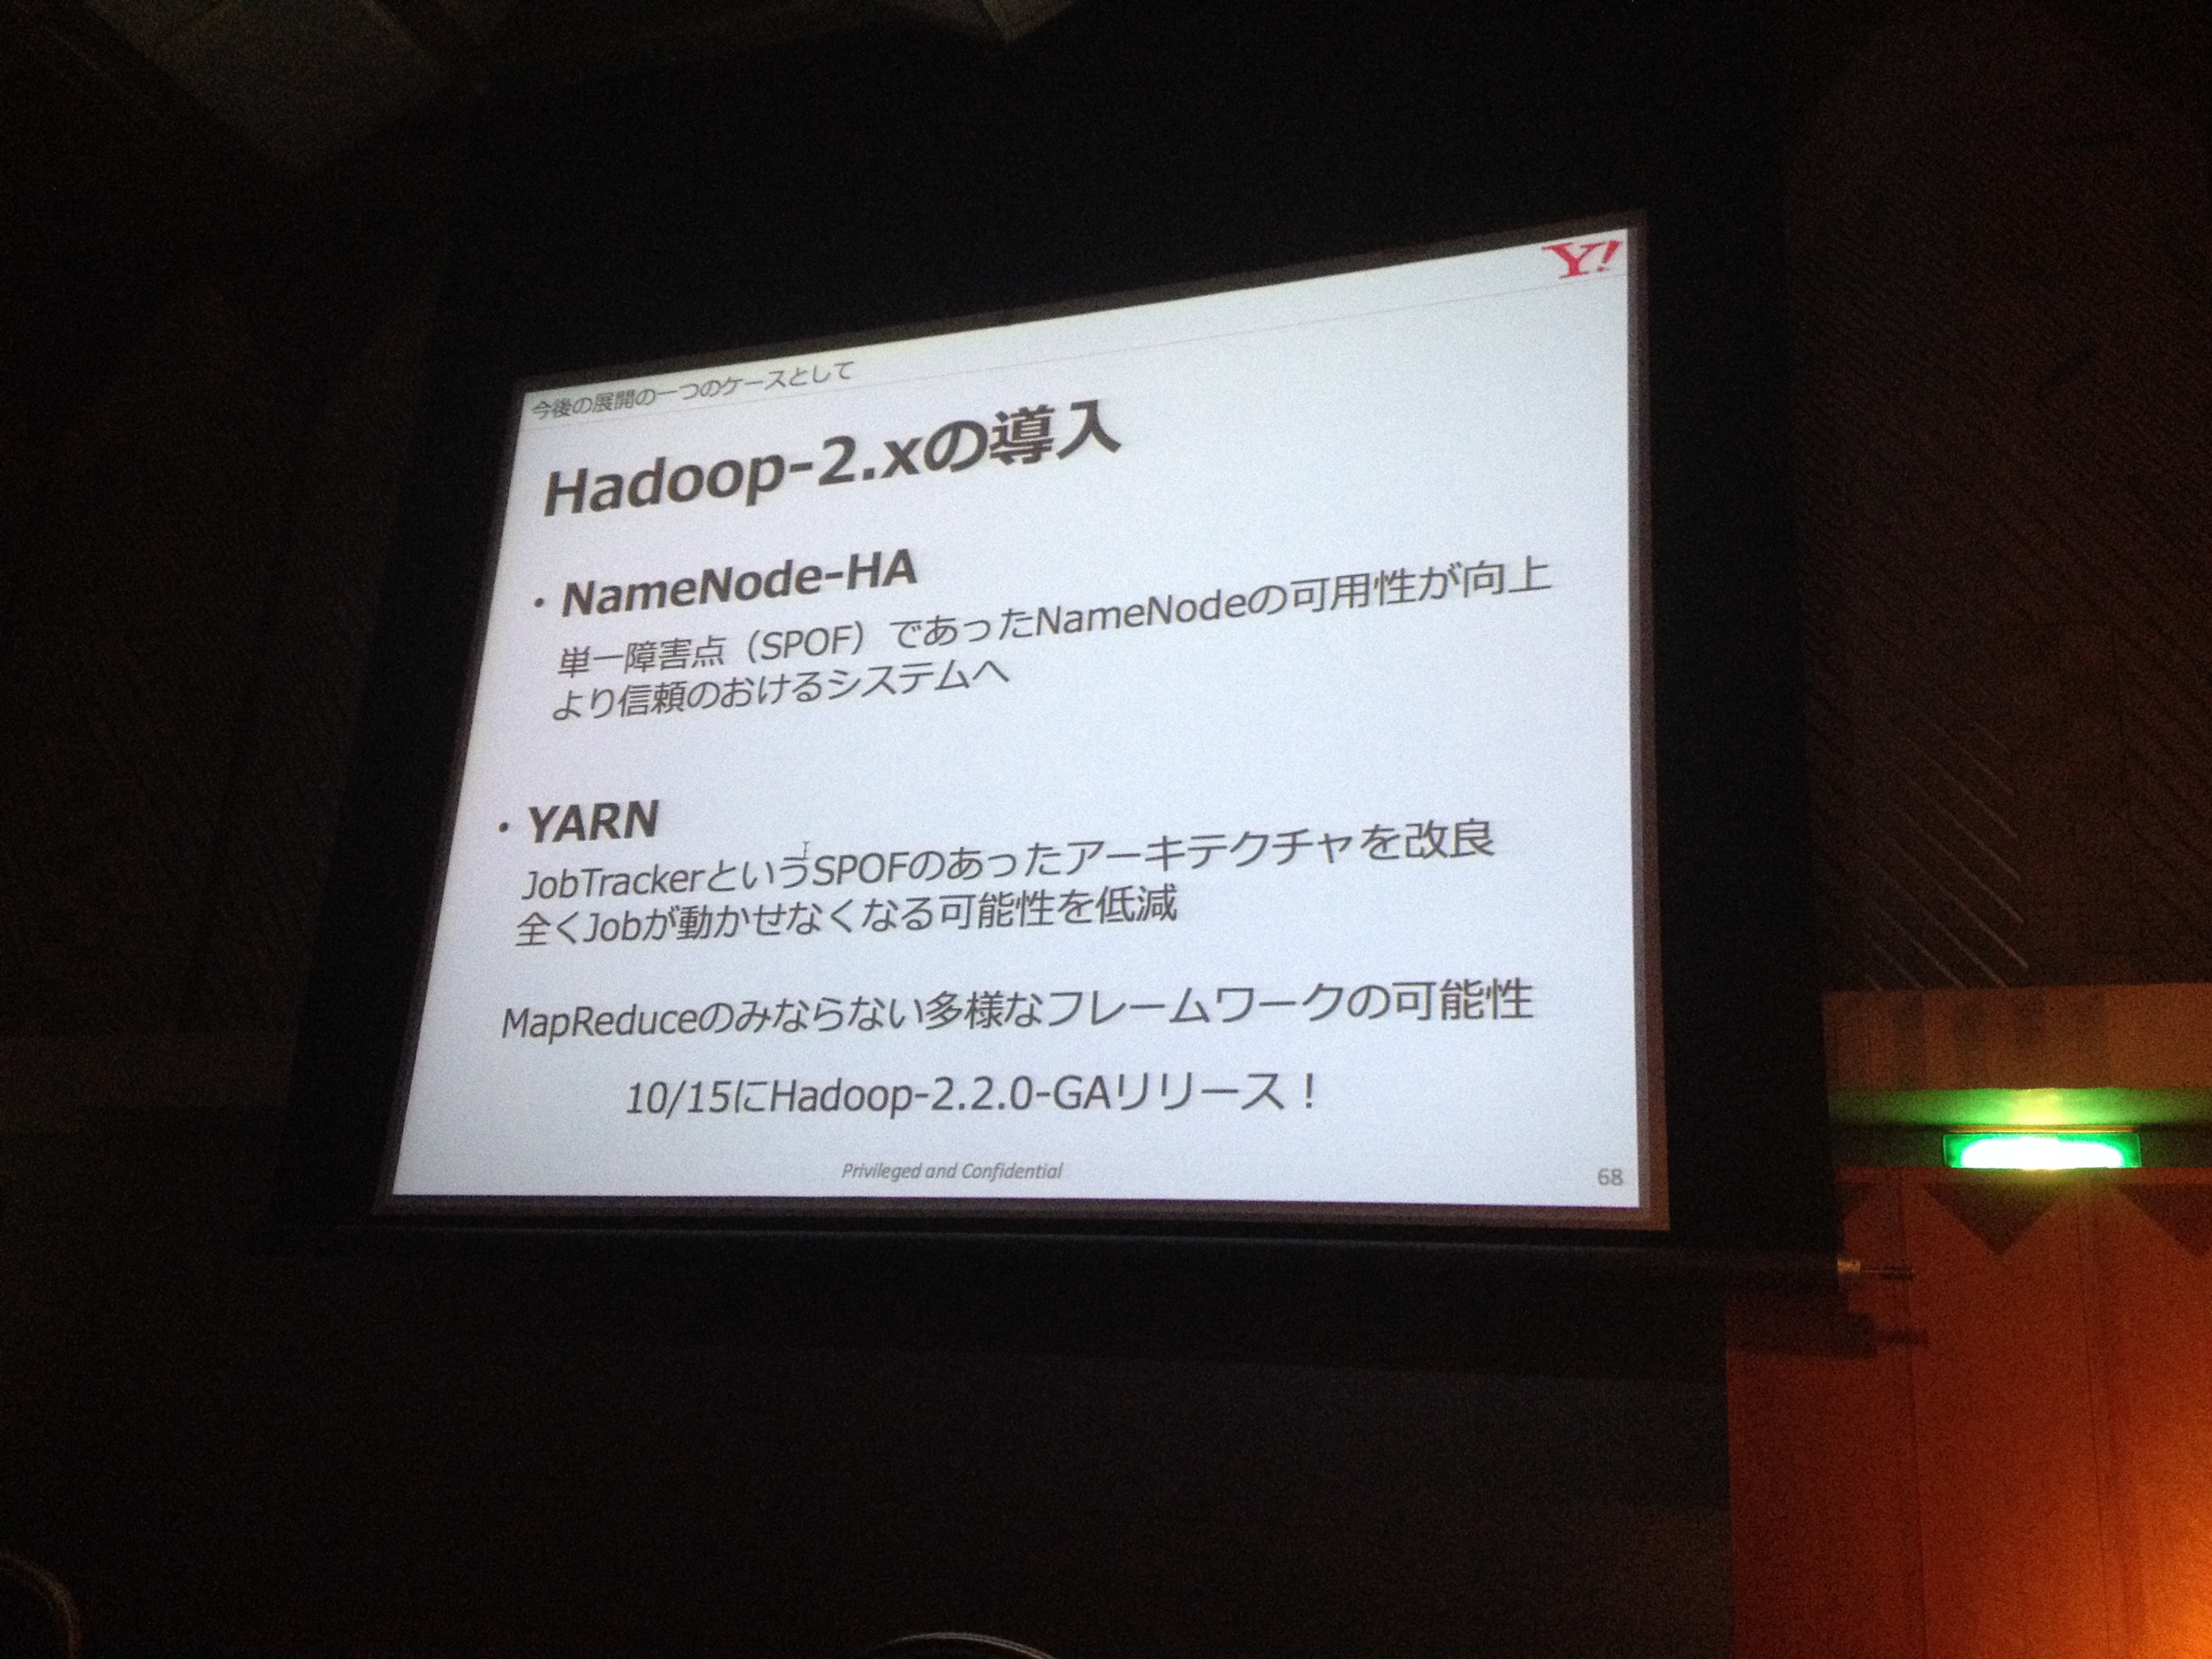 Y!
今後の展開の一つのケースとして
Hadoop-2.xの導入
・NameNode-HA
単一障害点（SPOF）であったNameNodeの可用性が向上
より信頼のおけるシステムへ
・YARN
JobTrackerというSPOFのあったアーキテクチャを改良
全くJobが動かせなくなる可能性を低減
MapReduceのみならない多様なフレームワークの可能性
10/15にHadoop-2.2.0-GAリリース！
Privileged and Confidential
68